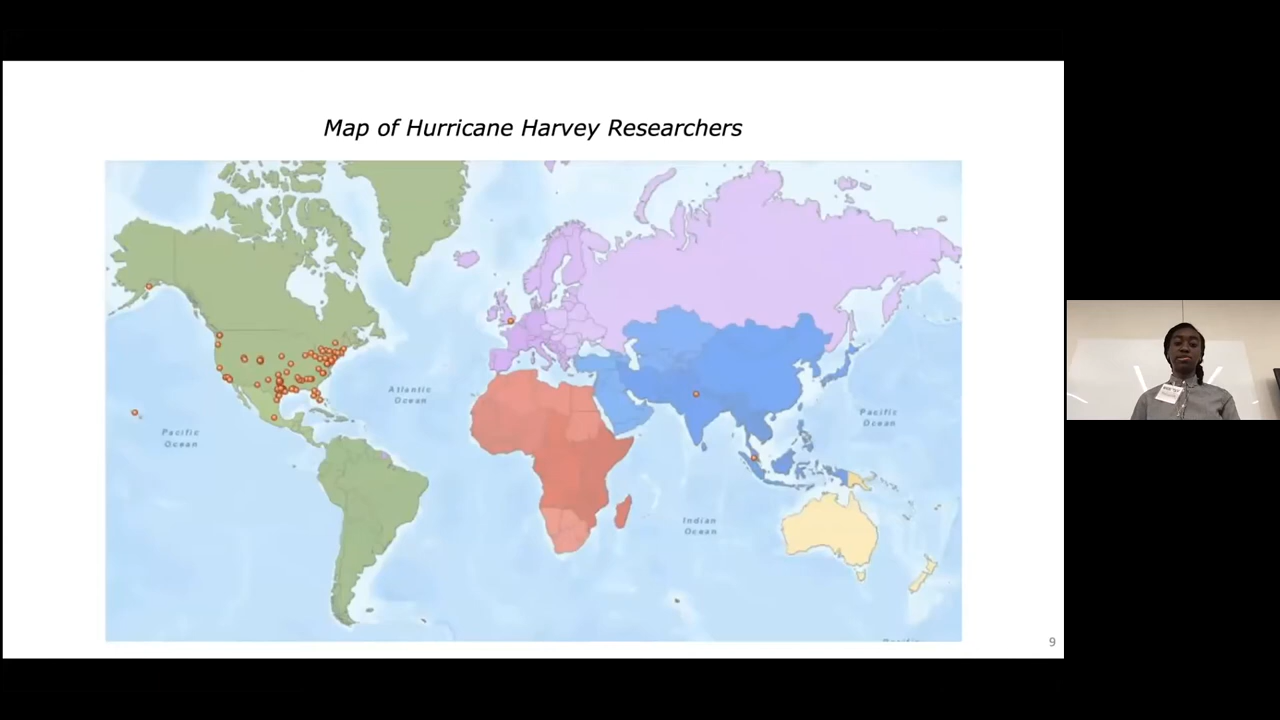 Map of Hurricane Harvey Researchers
Atlantic
Ocean
Pacific
Ocean
Pacific
Ocean
Indian
Ocean
9